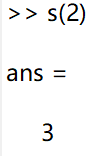 >> s(2)
ans =
3